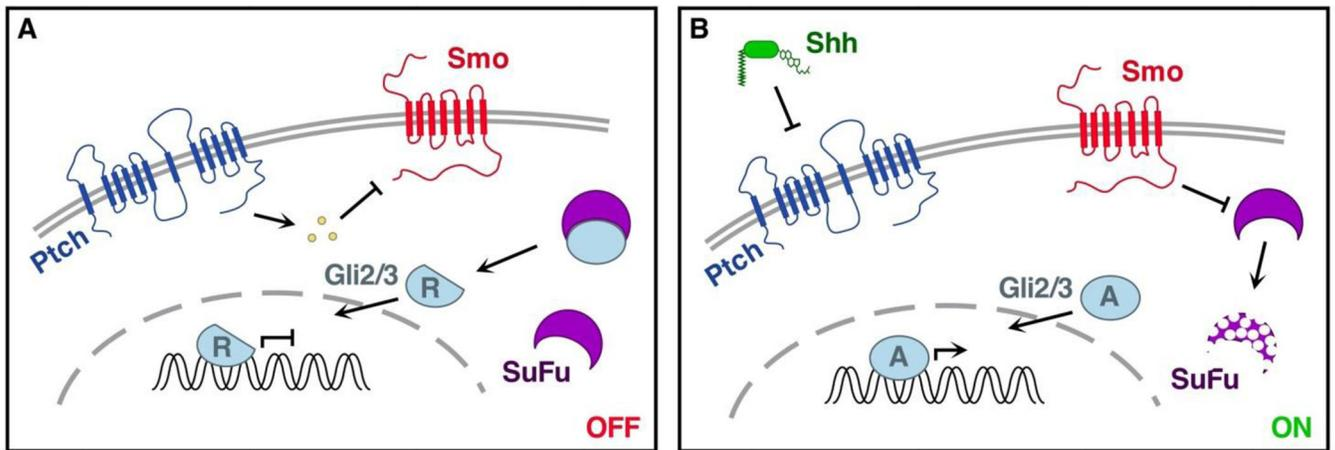 A
Smo
Ptch
Gli2/3
R
R
SuFu
OFF
B
Shh
Smo
Ptch
Gli2/3
A
A
SuFu
ON